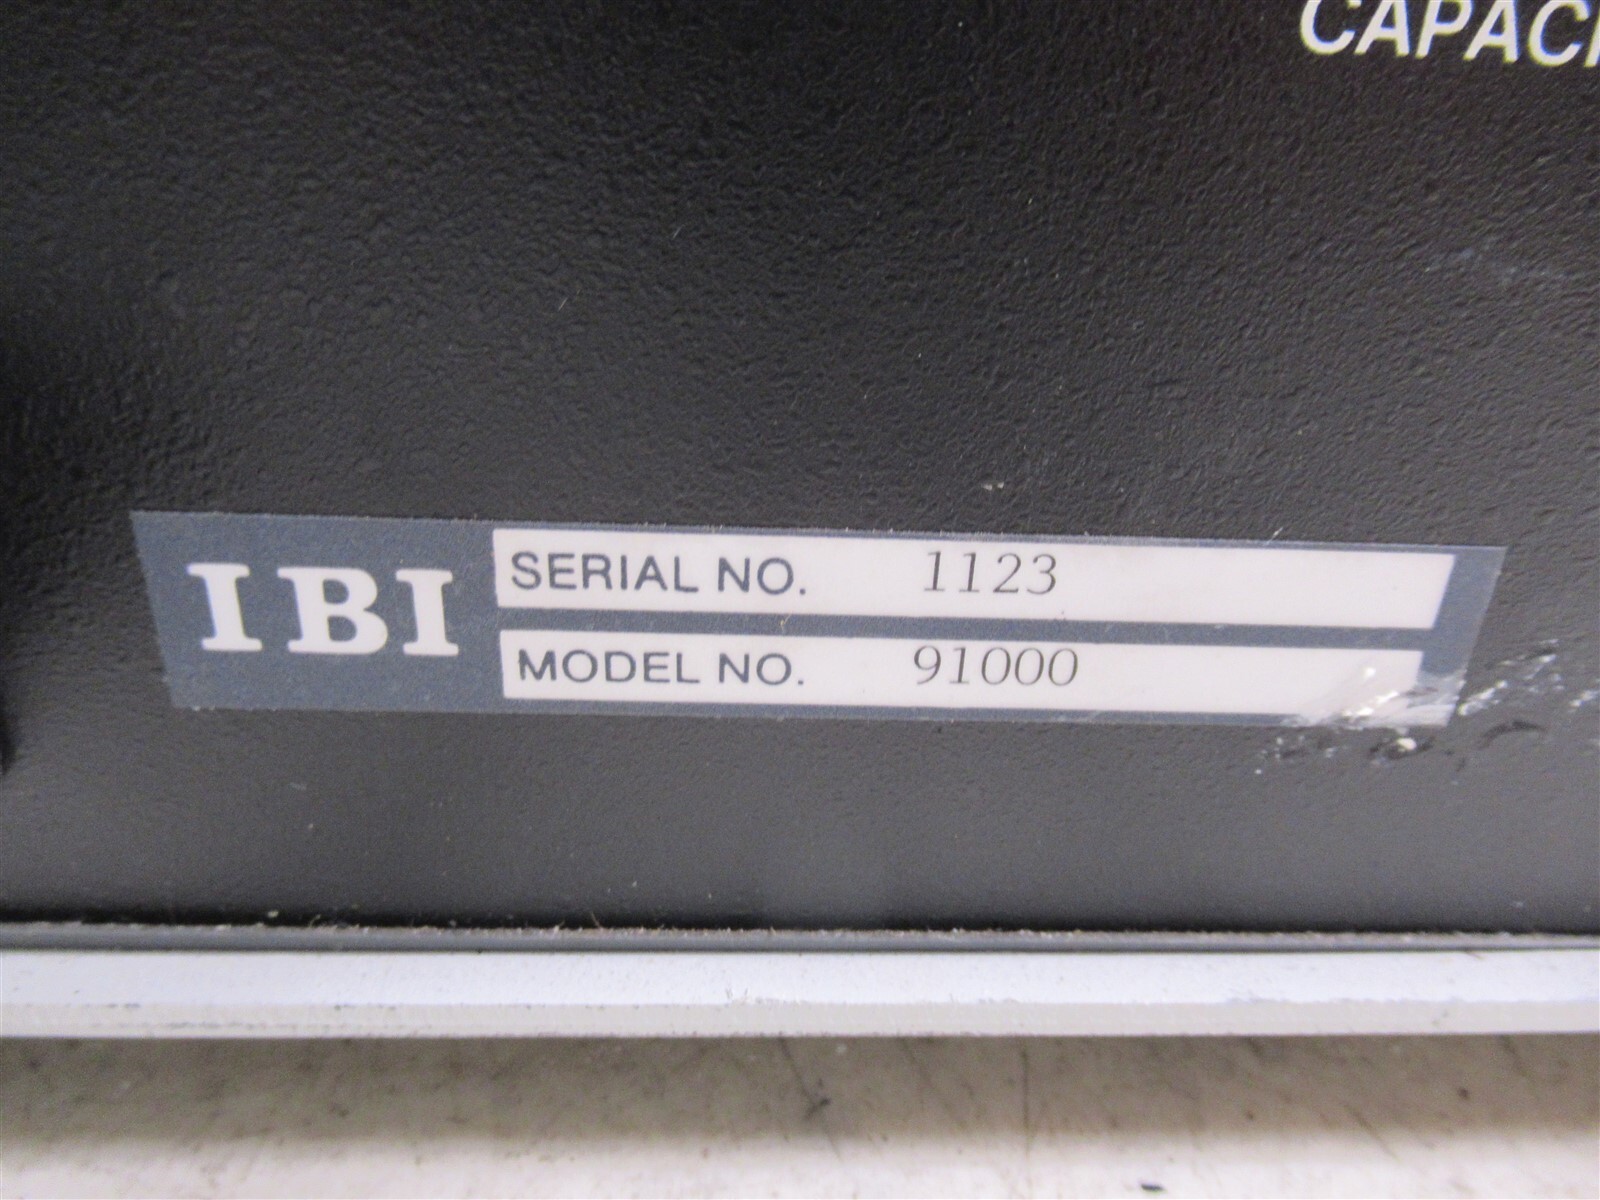 CAPACI
IBI
SERIAL NO. 1123
MODEL NO. 91000